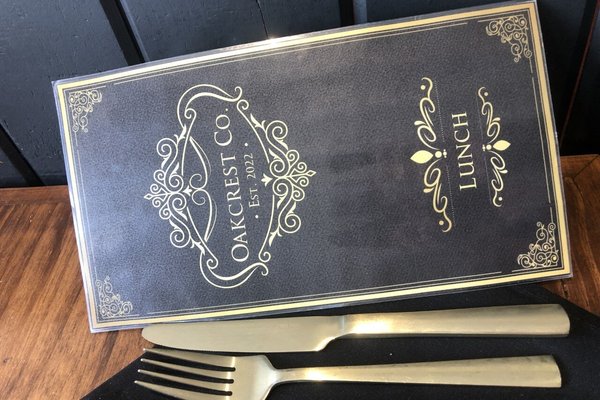 OAKCREST CO.
• EST. 2022 •
LUNCH